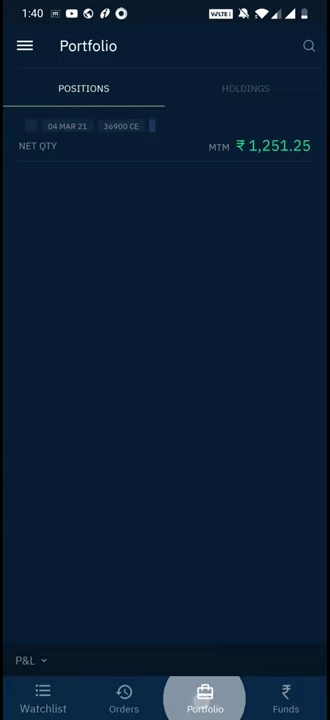 1:40 VoLTE
Portfolio
POSITIONS HOLDINGS
04 MAR 21 36900 CE
NET QTY MTM ₹ 1,251.25
P&L
Watchlist Orders Portfolio Funds